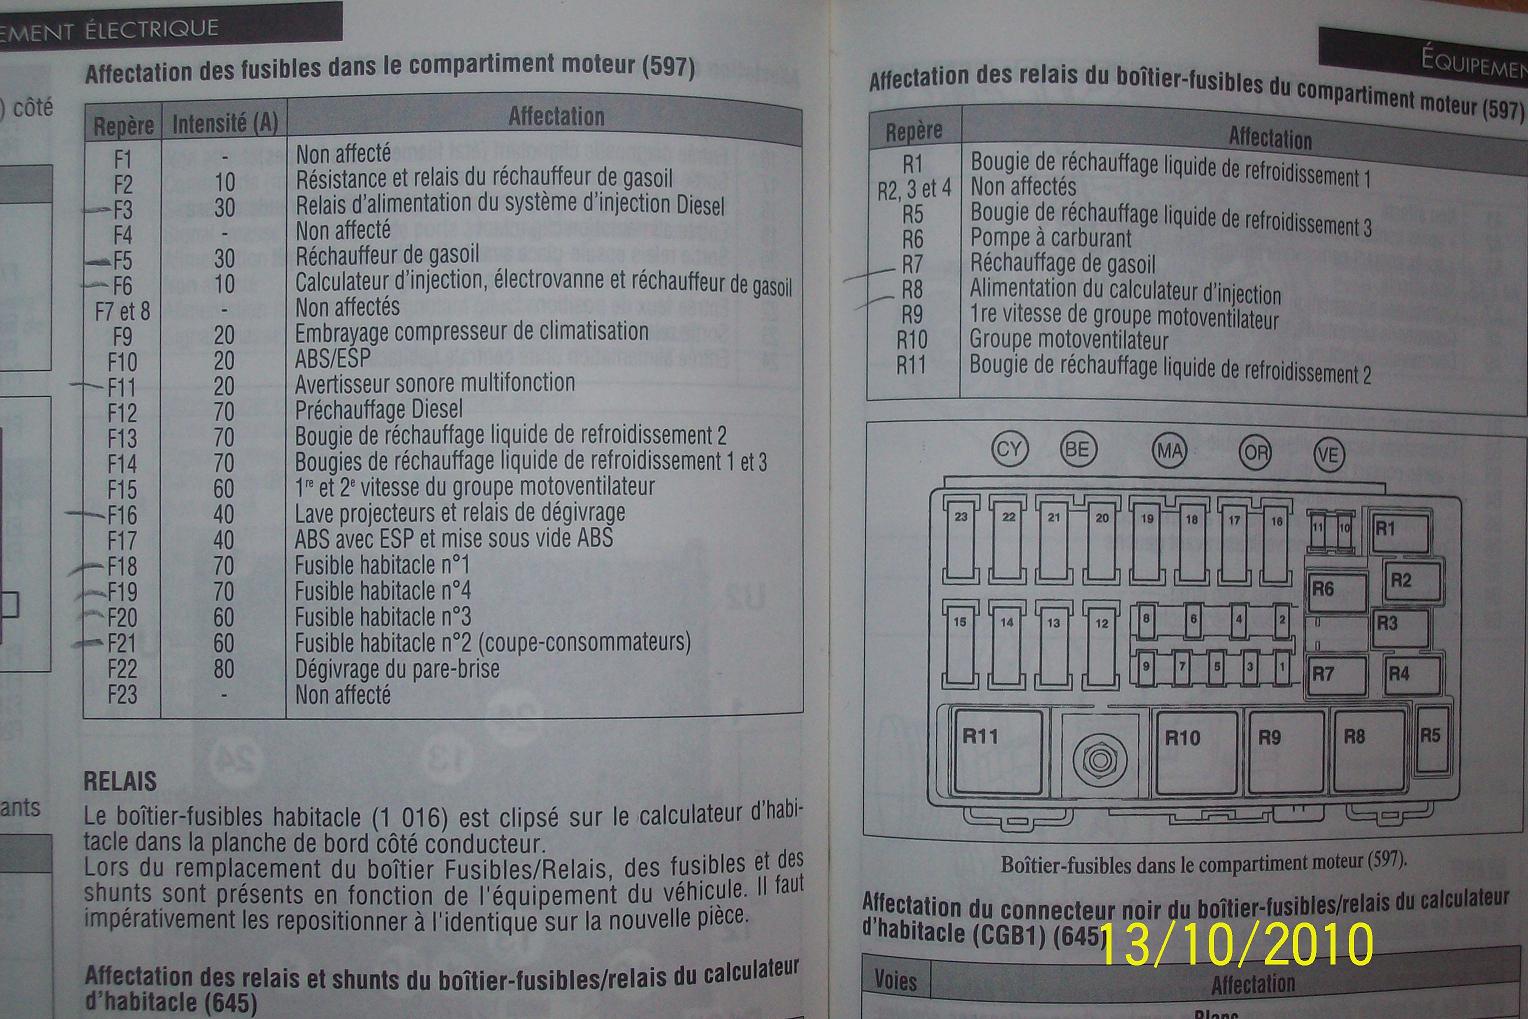 EMENT ÉLECTRIQUE
) côté
ants
Affectation des fusibles dans le compartiment moteur (597)
Repère Intensité (A) Affectation
F1 - Non affecté
F2 10 Résistance et relais du réchauffeur de gasoil
F3 30 Relais d'alimentation du système d'injection Diesel
F4 - Non affecté
F5 30 Réchauffeur de gasoil
F6 10 Calculateur d'injection, électrovanne et réchauffeur de gasoil
F7 et 8 - Non affectés
F9 20 Embrayage compresseur de climatisation
F10 20 ABS/ESP
F11 20 Avertisseur sonore multifonction
F12 70 Préchauffage Diesel
F13 70 Bougie de réchauffage liquide de refroidissement 2
F14 70 Bougies de réchauffage liquide de refroidissement 1 et 3
F15 60 1re et 2e vitesse du groupe motoventilateur
F16 40 Lave projecteurs et relais de dégivrage
F17 40 ABS avec ESP et mise sous vide ABS
F18 70 Fusible habitacle n°1
F19 70 Fusible habitacle n°4
F20 60 Fusible habitacle n°3
F21 60 Fusible habitacle n°2 (coupe-consommateurs)
F22 80 Dégivrage du pare-brise
F23 - Non affecté
RELAIS
Le boîtier-fusibles habitacle (1 016) est clipsé sur le calculateur d'habi-
tacle dans la planche de bord côté conducteur.
Lors du remplacement du boîtier Fusibles/Relais, des fusibles et des
shunts sont présents en fonction de l'équipement du véhicule. Il faut
impérativement les repositionner à l'identique sur la nouvelle pièce.
Affectation des relais et shunts du boîtier-fusibles/relais du calculateur
d'habitacle (645)
ÉQUIPEMEN
Affectation des relais du boîtier-fusibles du compartiment moteur (597)
Repère Affectation
R1 Bougie de réchauffage liquide de refroidissement 1
R2, 3 et 4 Non affectés
R5 Bougie de réchauffage liquide de refroidissement 3
R6 Pompe à carburant
R7 Réchauffage de gasoil
R8 Alimentation du calculateur d'injection
R9 1re vitesse de groupe motoventilateur
R10 Groupe motoventilateur
R11 Bougie de réchauffage liquide de refroidissement 2
CY BE MA OR VE
23 22 21 20 19 18 17 16 11 10 R1
R6 R2
15 14 13 12 8 6 4 2 R3
9 7 5 3 1 R7 R4
R11 R10 R9 R8 R5
Boîtier-fusibles dans le compartiment moteur (597).
Affectation du connecteur noir du boîtier-fusibles/relais du calculateur
d'habitacle (CGB1) (645)
13/10/2010
Voies Affectation
Blanc